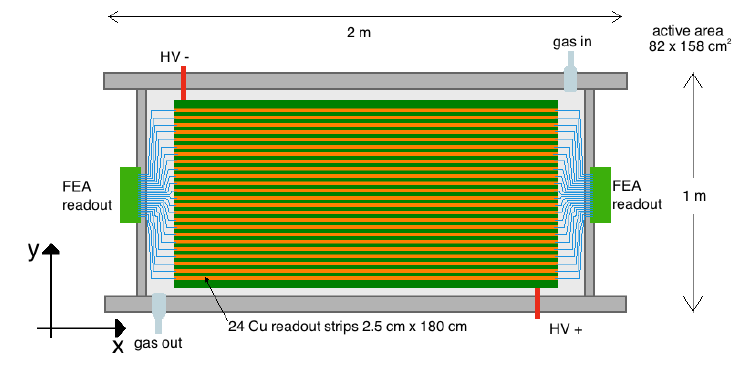 2 m
active area
82 x 158 cm²
HV -
gas in
FEA
readout
FEA
readout
1 m
y
x
gas out
24 Cu readout strips 2.5 cm x 180 cm
HV +